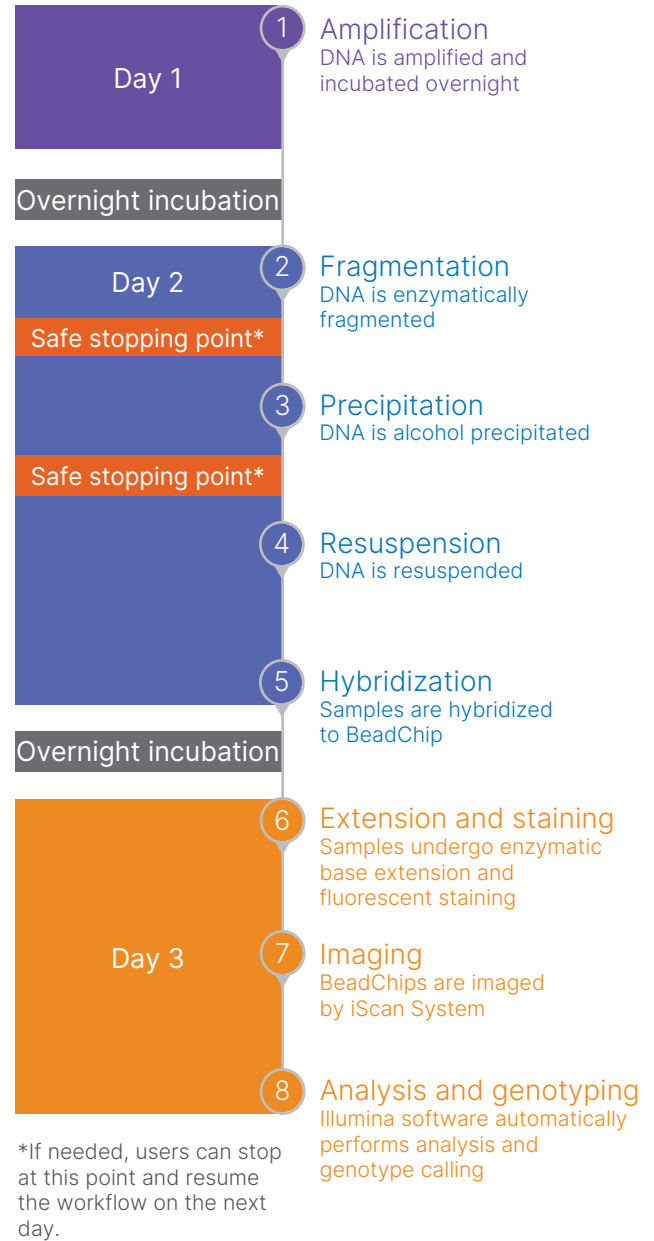 1
Amplification
DNA is amplified and
incubated overnight
Day 1
Overnight incubation
Day 2
2
Fragmentation
DNA is enzymatically
fragmented
Safe stopping point*
3
Precipitation
DNA is alcohol precipitated
Safe stopping point*
4
Resuspension
DNA is resuspended
5
Hybridization
Samples are hybridized
to BeadChip
Overnight incubation
6
Extension and staining
Samples undergo enzymatic
base extension and
fluorescent staining
Day 3
7
Imaging
BeadChips are imaged
by iScan System
8
Analysis and genotyping
Illumina software automatically
performs analysis and
genotype calling
*If needed, users can stop
at this point and resume
the workflow on the next
day.